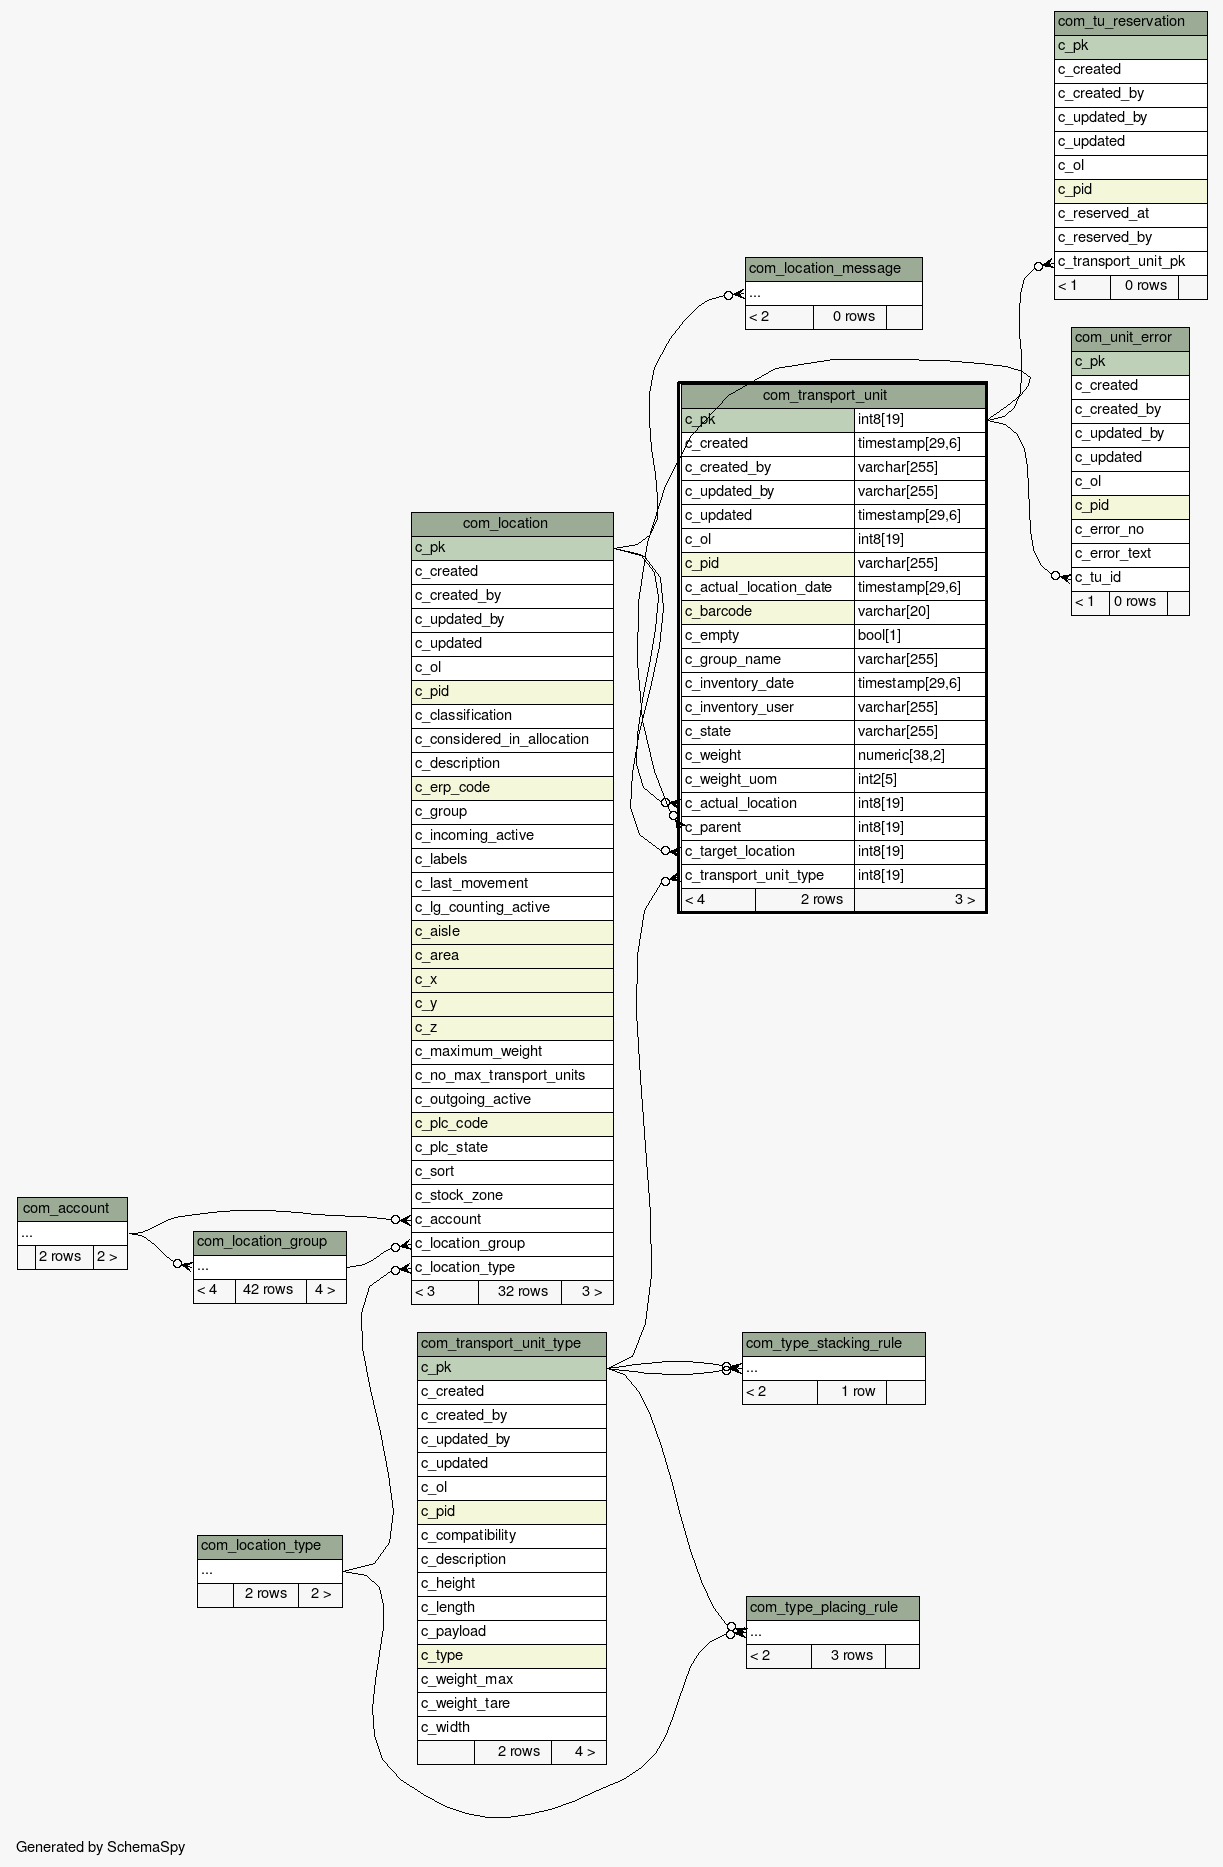 com_tu_reservation
c_pk
c_created
c_created_by
c_updated_by
c_updated
c_ol
c_pid
c_reserved_at
c_reserved_by
c_transport_unit_pk
< 1 0 rows
com_location_message
...
< 2 0 rows
com_unit_error
c_pk
c_created
c_created_by
c_updated_by
c_updated
c_ol
c_pid
c_error_no
c_error_text
c_tu_id
< 1 0 rows
com_transport_unit
c_pk int8[19]
c_created timestamp[29,6]
c_created_by varchar[255]
c_updated_by varchar[255]
c_updated timestamp[29,6]
c_ol int8[19]
c_pid varchar[255]
c_actual_location_date timestamp[29,6]
c_barcode varchar[20]
c_empty bool[1]
c_group_name varchar[255]
c_inventory_date timestamp[29,6]
c_inventory_user varchar[255]
c_state varchar[255]
c_weight numeric[38,2]
c_weight_uom int2[5]
c_actual_location int8[19]
c_parent int8[19]
c_target_location int8[19]
c_transport_unit_type int8[19]
< 4 2 rows 3 >
com_location
c_pk
c_created
c_created_by
c_updated_by
c_updated
c_ol
c_pid
c_classification
c_considered_in_allocation
c_description
c_erp_code
c_group
c_incoming_active
c_labels
c_last_movement
c_lg_counting_active
c_aisle
c_area
c_x
c_y
c_z
c_maximum_weight
c_no_max_transport_units
c_outgoing_active
c_plc_code
c_plc_state
c_sort
c_stock_zone
c_account
c_location_group
c_location_type
< 3 32 rows 3 >
com_account
...
2 rows 2 >
com_location_group
...
< 4 42 rows 4 >
com_transport_unit_type
c_pk
c_created
c_created_by
c_updated_by
c_updated
c_ol
c_pid
c_compatibility
c_description
c_height
c_length
c_payload
c_type
c_weight_max
c_weight_tare
c_width
2 rows 4 >
com_type_stacking_rule
...
< 2 1 row
com_location_type
...
2 rows 2 >
com_type_placing_rule
...
< 2 3 rows
Generated by SchemaSpy